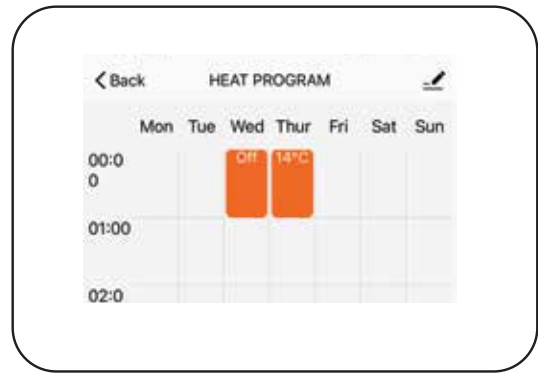 Back HEAT PROGRAM
Mon Tue Wed Thur Fri Sat Sun
Off 14°C
00:0
0
01:00
02:0